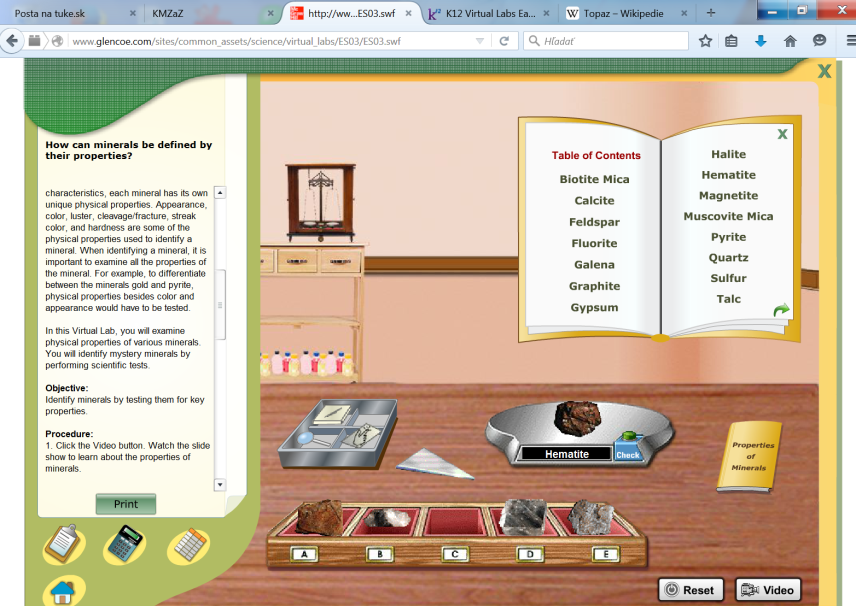 Posta na tuke.sk
KMZaZ
http://ww...ES03.swf
K12 Virtual Labs Ea...
Topaz – Wikipedie
www.glencoe.com/sites/common_assets/science/virtual_labs/ES03/ES03.swf
Hľadať
How can minerals be defined by
their properties?
characteristics, each mineral has its own
unique physical properties. Appearance,
color, luster, cleavage/fracture, streak
color, and hardness are some of the
physical properties used to identify a
mineral. When identifying a mineral, it is
important to examine all the properties of
the mineral. For example, to differentiate
between the minerals gold and pyrite,
physical properties besides color and
appearance would have to be tested.
In this Virtual Lab, you will examine
physical properties of various minerals.
You will identify mystery minerals by
performing scientific tests.
Objective:
Identify minerals by testing them for key
properties.
Procedure:
1. Click the Video button. Watch the slide
show to learn about the properties of
minerals.
Print
X
X
Table of Contents
Biotite Mica
Calcite
Feldspar
Fluorite
Galena
Graphite
Gypsum
Halite
Hematite
Magnetite
Muscovite Mica
Pyrite
Quartz
Sulfur
Talc
Hematite
Check
Properties
of
Minerals
A
B
C
D
E
Reset
Video